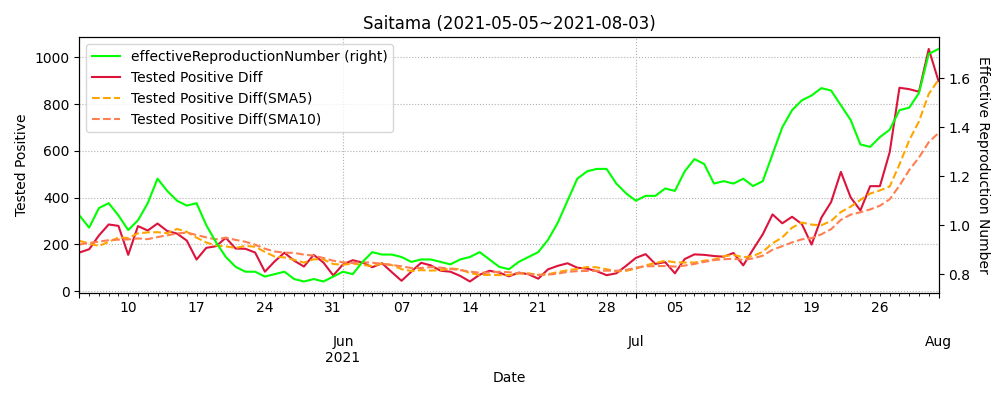 Saitama (2021-05-05~2021-08-03)
effectiveReproductionNumber (right)
Tested Positive Diff
Tested Positive Diff(SMA5)
Tested Positive Diff(SMA10)
Tested Positive
1000
800
600
400
200
0
Effective Reproduction Number
1.6
1.4
1.2
1.0
0.8
10 17 24 31 07 14 21 28 05 12 19 26
Jun Jul Aug
2021
Date